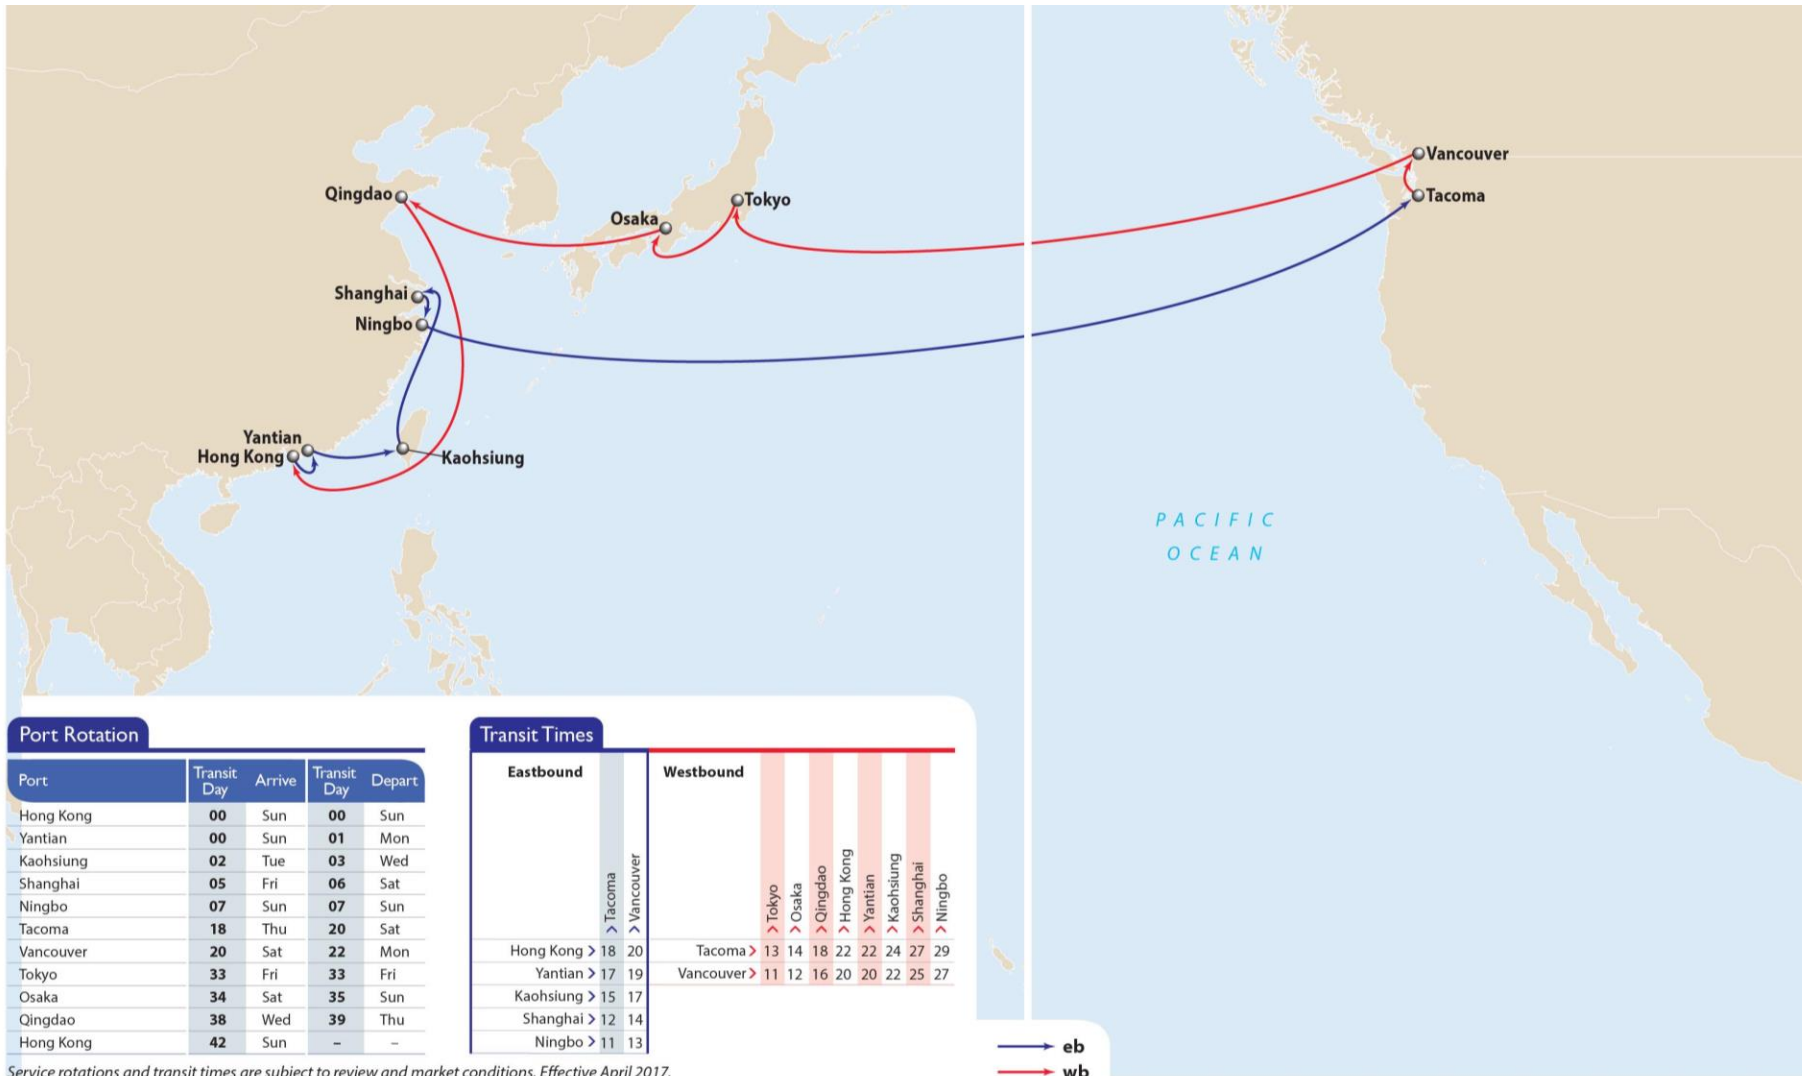 Vancouver
Qingdao
Tokyo
Tacoma
Osaka
Shanghai
Ningbo
Yantian
Hong Kong
Kaohsiung
PACIFIC
OCEAN
Port Rotation
Port Transit Day Arrive Transit Day Depart
Hong Kong 00 Sun 00 Sun
Yantian 00 Sun 01 Mon
Kaohsiung 02 Tue 03 Wed
Shanghai 05 Fri 06 Sat
Ningbo 07 Sun 07 Sun
Tacoma 18 Thu 20 Sat
Vancouver 20 Sat 22 Mon
Tokyo 33 Fri 33 Fri
Osaka 34 Sat 35 Sun
Qingdao 38 Wed 39 Thu
Hong Kong 42 Sun – –
Service rotations and transit times are subject to review and market conditions. Effective April 2017.
Transit Times
Eastbound
> Tacoma
> Vancouver
Hong Kong > 18 20
Yantian > 17 19
Kaohsiung > 15 17
Shanghai > 12 14
Ningbo > 11 13
Westbound
> Tokyo
> Osaka
> Qingdao
> Hong Kong
> Yantian
> Kaohsiung
> Shanghai
> Ningbo
Tacoma > 13 14 18 22 22 24 27 29
Vancouver > 11 12 16 20 20 22 25 27
eb
wb